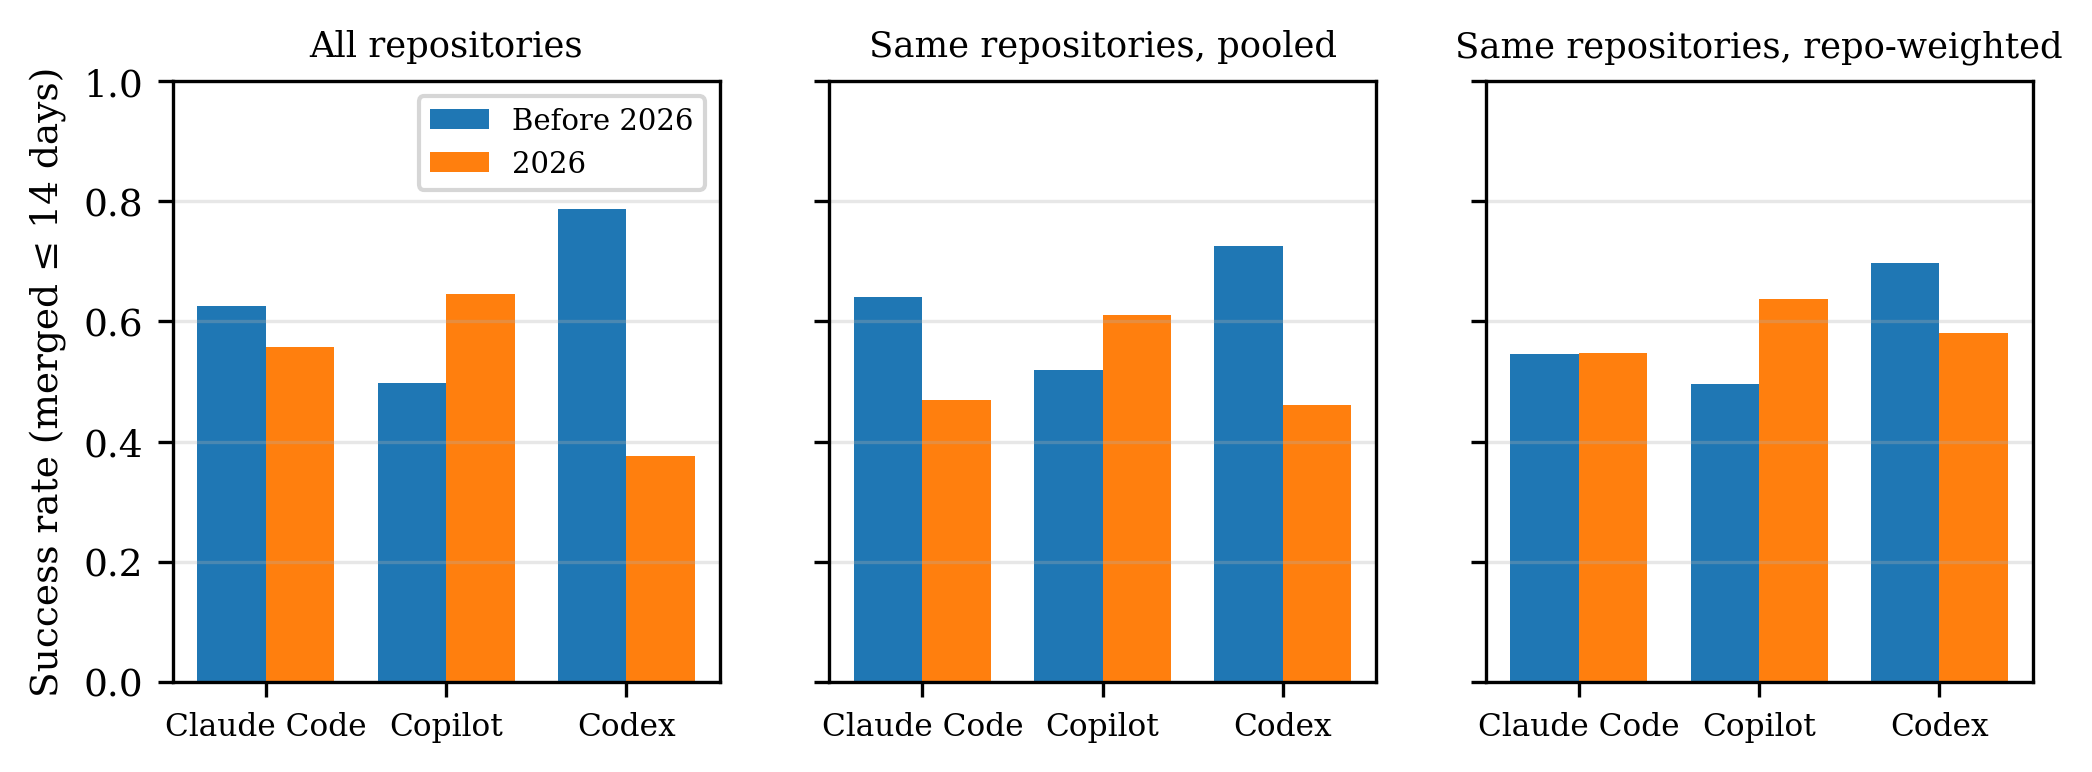 All repositories
Same repositories, pooled
Same repositories, repo-weighted
Success rate (merged ≤ 14 days)
1.0
0.8
0.6
0.4
0.2
0.0
Before 2026
2026
Claude Code Copilot Codex
Claude Code Copilot Codex
Claude Code Copilot Codex